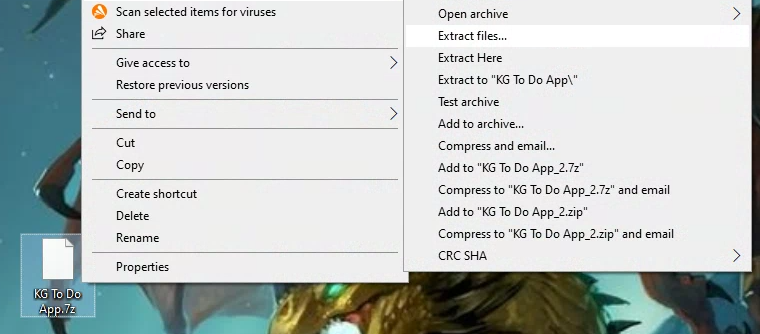 Scan selected items for viruses
Share
Give access to
Restore previous versions
Send to
Cut
Copy
Create shortcut
Delete
Rename
Properties
Open archive
Extract files...
Extract Here
Extract to "KG To Do App\"
Test archive
Add to archive...
Compress and email...
Add to "KG To Do App_2.7z"
Compress to "KG To Do App_2.7z" and email
Add to "KG To Do App_2.zip"
Compress to "KG To Do App_2.zip" and email
CRC SHA
KG To Do
App.7z